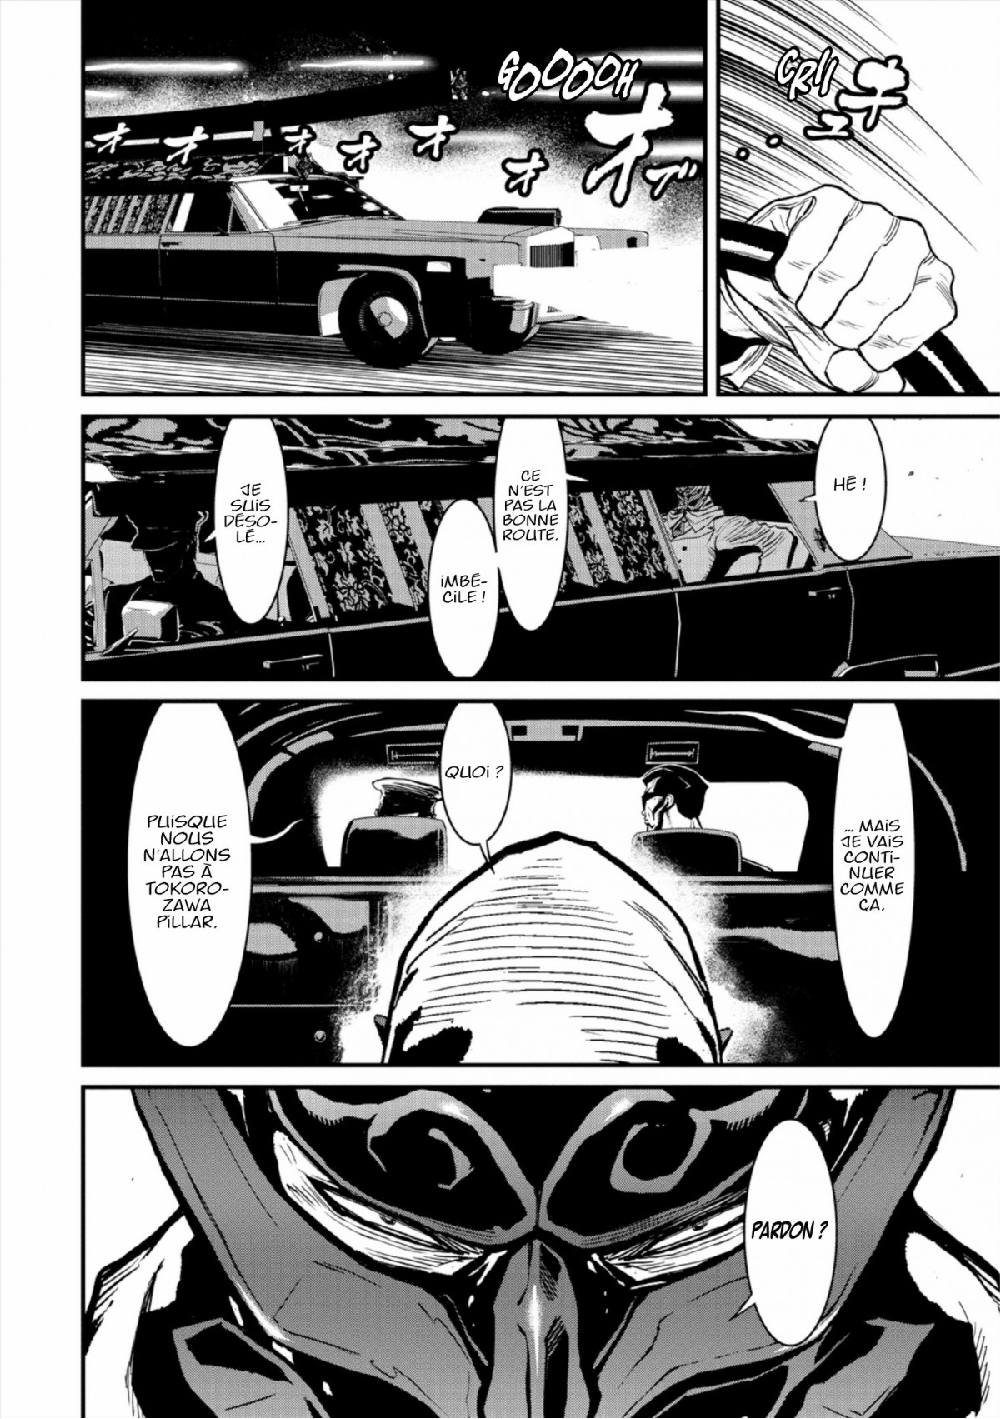 CRII
キュ
GOOOOH
オオオオオオオブ
HÉ !
CE
N'EST
PAS LA
BONNE
ROUTE.
IMBÉ-
CILE !
JE
SUIS
DÉSO-
LÉ...
... MAIS
JE VAIS
CONTI-
NUER
COMME
ÇA.
QUOI ?
PUISQUE
NOUS
N'ALLONS
PAS À
TOKORO-
ZAWA
PILLAR.
PARDON ?